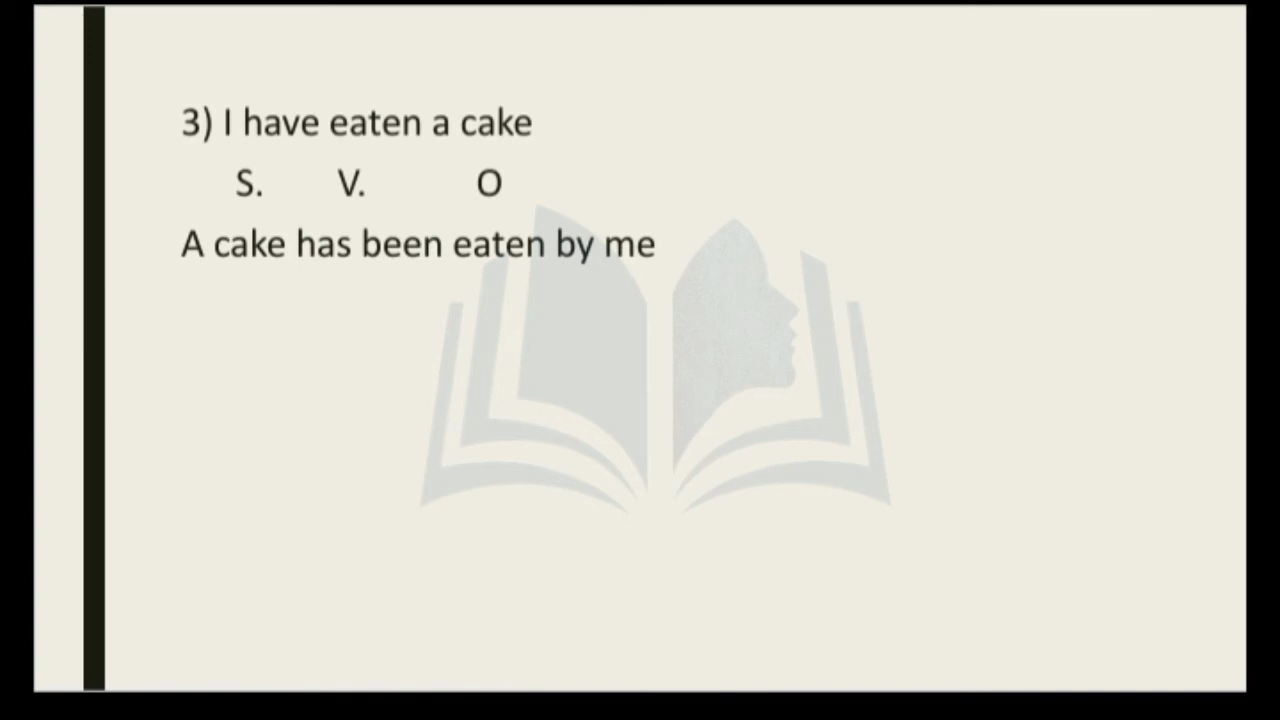 3) I have eaten a cake
S. V. O
A cake has been eaten by me